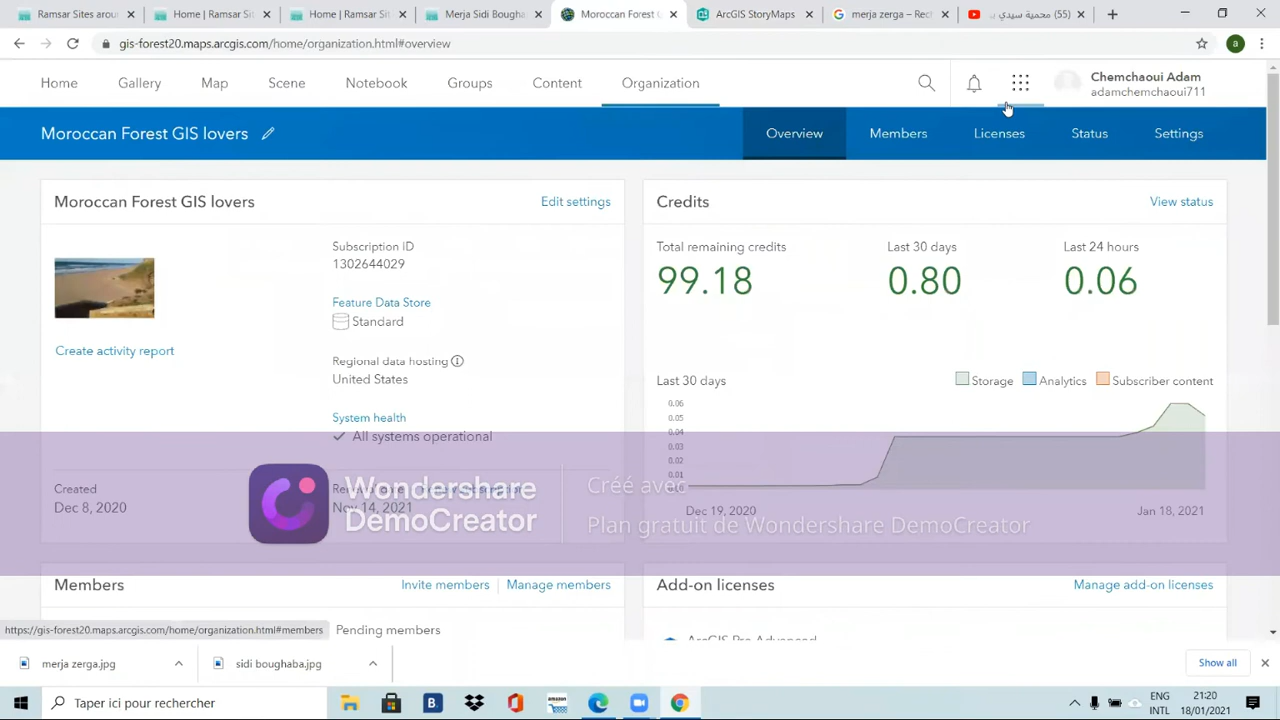 Ramsar Sites arou
Home | Ramsar Sit
Home | Ramsar Sit
Merja Sidi Bougha
Moroccan Forest G
ArcGIS StoryMaps
merja zerga – Rech
(55) محمية سيدي
gis-forest20.maps.arcgis.com/home/organization.html#overview
a
Home
Gallery
Map
Scene
Notebook
Groups
Content
Organization
Chemchaoui Adam
adamchemchaoui711
Moroccan Forest GIS lovers
Overview
Members
Licenses
Status
Settings
Moroccan Forest GIS lovers
Edit settings
Subscription ID
1302644029
Feature Data Store
Standard
Create activity report
Regional data hosting
United States
System health
All systems operational
Created
Dec 8, 2020
Nov 14, 2021
Credits
View status
Total remaining credits
99.18
Last 30 days
0.80
Last 24 hours
0.06
Last 30 days
Storage
Analytics
Subscriber content
0.06
0.05
0.04
0.03
0.02
0.01
Dec 19, 2020
Jan 18, 2021
Wondershare
DemoCreator
Créé avec
Plan gratuit de Wondershare DemoCreator
Members
Invite members
Manage members
Pending members
Add-on licenses
Manage add-on licenses
ArcGIS Pro Advanced
https://gis-forest20.maps.arcgis.com/home/organization.html#members
merja zerga.jpg
sidi boughaba.jpg
Show all
Taper ici pour rechercher
B.
amazon
ENG
INTL
21:20
18/01/2021